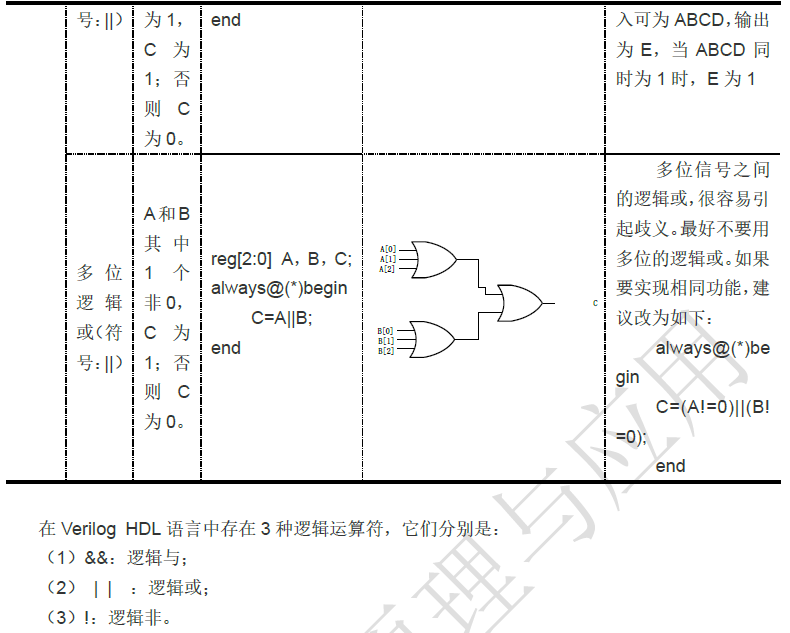 号:||)
为 1，
C 为
1；否
则 C
为 0。
end
入可为 ABCD，输出
为 E，当 ABCD 同
时为 1 时，E 为 1
多 位
逻 辑
或（符
号:||）
A 和 B
其 中
1 个
非 0，
C 为
1；否
则 C
为 0。
reg[2:0] A，B，C;
always@(*)begin
C=A||B;
end
A[0]
A[1]
A[2]
B[0]
B[1]
B[2]
C
多位信号之间
的逻辑或，很容易引
起歧义。最好不要用
多位的逻辑或。如果
要实现相同功能，建
议改为如下：
always@(*)be
gin
C=(A!=0)||(B!
=0);
end
在 Verilog HDL 语言中存在 3 种逻辑运算符，它们分别是：
（1）&&：逻辑与；
（2） | | ：逻辑或；
（3）!：逻辑非。
理与应用